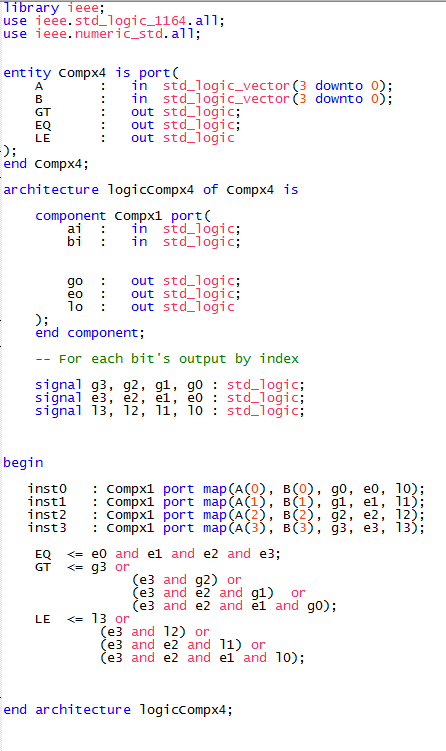 library ieee;
use ieee.std_logic_1164.all;
use ieee.numeric_std.all;
entity Compx4 is port(
A : in std_logic_vector(3 downto 0);
B : in std_logic_vector(3 downto 0);
GT : out std_logic;
EQ : out std_logic;
LE : out std_logic
);
end Compx4;
architecture logicCompx4 of Compx4 is
component Compx1 port(
ai : in std_logic;
bi : in std_logic;
go : out std_logic;
eo : out std_logic;
lo : out std_logic
);
end component;
-- For each bit's output by index
signal g3, g2, g1, g0 : std_logic;
signal e3, e2, e1, e0 : std_logic;
signal l3, l2, l1, l0 : std_logic;
begin
inst0 : Compx1 port map(A(0), B(0), g0, e0, l0);
inst1 : Compx1 port map(A(1), B(1), g1, e1, l1);
inst2 : Compx1 port map(A(2), B(2), g2, e2, l2);
inst3 : Compx1 port map(A(3), B(3), g3, e3, l3);
EQ <= e0 and e1 and e2 and e3;
GT <= g3 or
(e3 and g2) or
(e3 and e2 and g1) or
(e3 and e2 and e1 and g0);
LE <= l3 or
(e3 and l2) or
(e3 and e2 and l1) or
(e3 and e2 and e1 and l0);
end architecture logicCompx4;